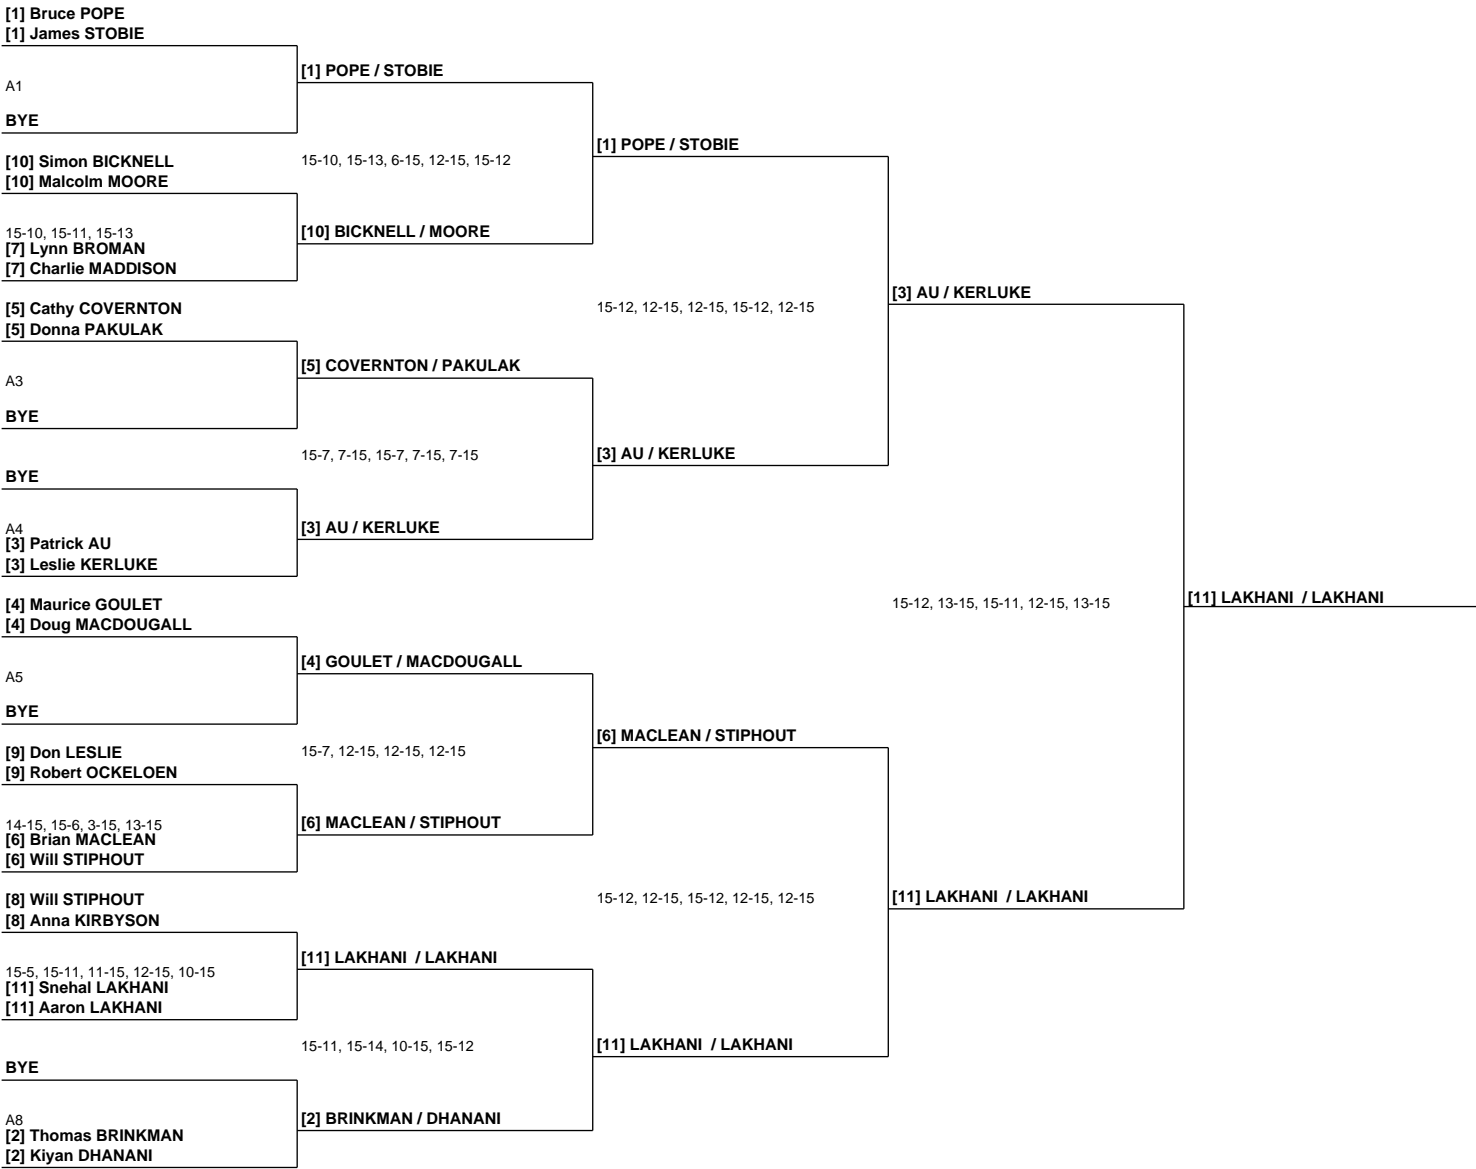 [1] Bruce POPE
[1] James STOBIE
A1
BYE
[10] Simon BICKNELL
[10] Malcolm MOORE
15-10, 15-11, 15-13
[7] Lynn BROMAN
[7] Charlie MADDISON
[5] Cathy COVERNTON
[5] Donna PAKULAK
A3
BYE
BYE
A4
[3] Patrick AU
[3] Leslie KERLUKE
[4] Maurice GOULET
[4] Doug MACDOUGALL
A5
BYE
[9] Don LESLIE
[9] Robert OCKELOEN
14-15, 15-6, 3-15, 13-15
[6] Brian MACLEAN
[6] Will STIPHOUT
[8] Will STIPHOUT
[8] Anna KIRBYSON
15-5, 15-11, 11-15, 12-15, 10-15
[11] Snehal LAKHANI
[11] Aaron LAKHANI
BYE
A8
[2] Thomas BRINKMAN
[2] Kiyan DHANANI
[1] POPE / STOBIE
15-10, 15-13, 6-15, 12-15, 15-12
[10] BICKNELL / MOORE
[5] COVERNTON / PAKULAK
15-7, 7-15, 15-7, 7-15, 7-15
[3] AU / KERLUKE
[4] GOULET / MACDOUGALL
15-7, 12-15, 12-15, 12-15
[6] MACLEAN / STIPHOUT
[11] LAKHANI / LAKHANI
15-11, 15-14, 10-15, 15-12
[2] BRINKMAN / DHANANI
[1] POPE / STOBIE
15-12, 12-15, 12-15, 15-12, 12-15
[3] AU / KERLUKE
[6] MACLEAN / STIPHOUT
15-12, 12-15, 15-12, 12-15, 12-15
[11] LAKHANI / LAKHANI
[3] AU / KERLUKE
15-12, 13-15, 15-11, 12-15, 13-15
[11] LAKHANI / LAKHANI
[11] LAKHANI / LAKHANI